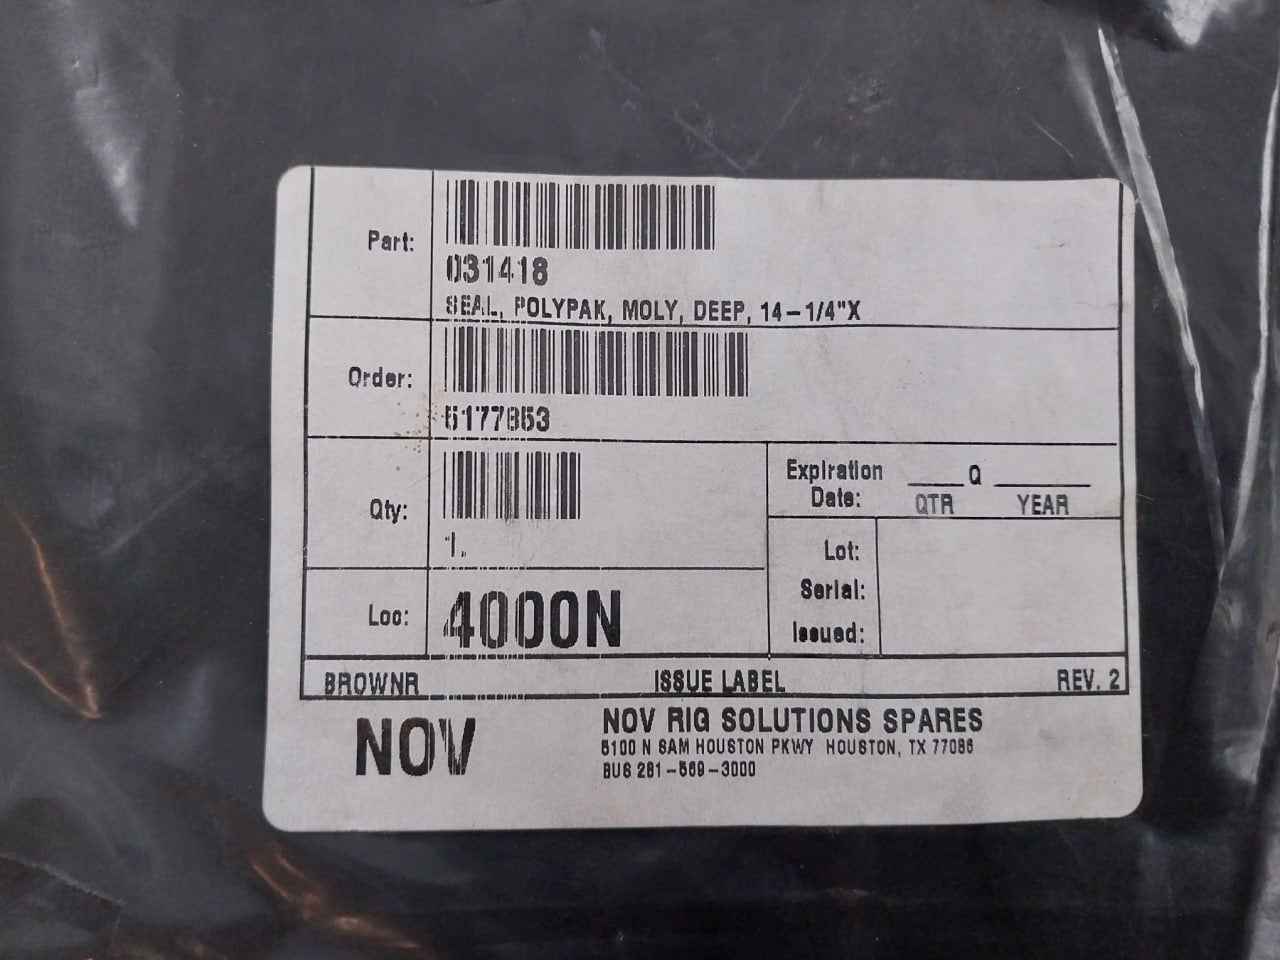 Part:
031418
SEAL, POLYPAK, MOLY, DEEP, 14-1/4"X
Order:
5177853
Qty:
1.
Expiration Date: ____Q ______
QTR YEAR
Loc:
4000N
Lot:
Serial:
Issued:
BROWNR ISSUE LABEL REV. 2
NOV
NOV RIG SOLUTIONS SPARES
5100 N SAM HOUSTON PKWY HOUSTON, TX 77086
BUS 281-569-3000